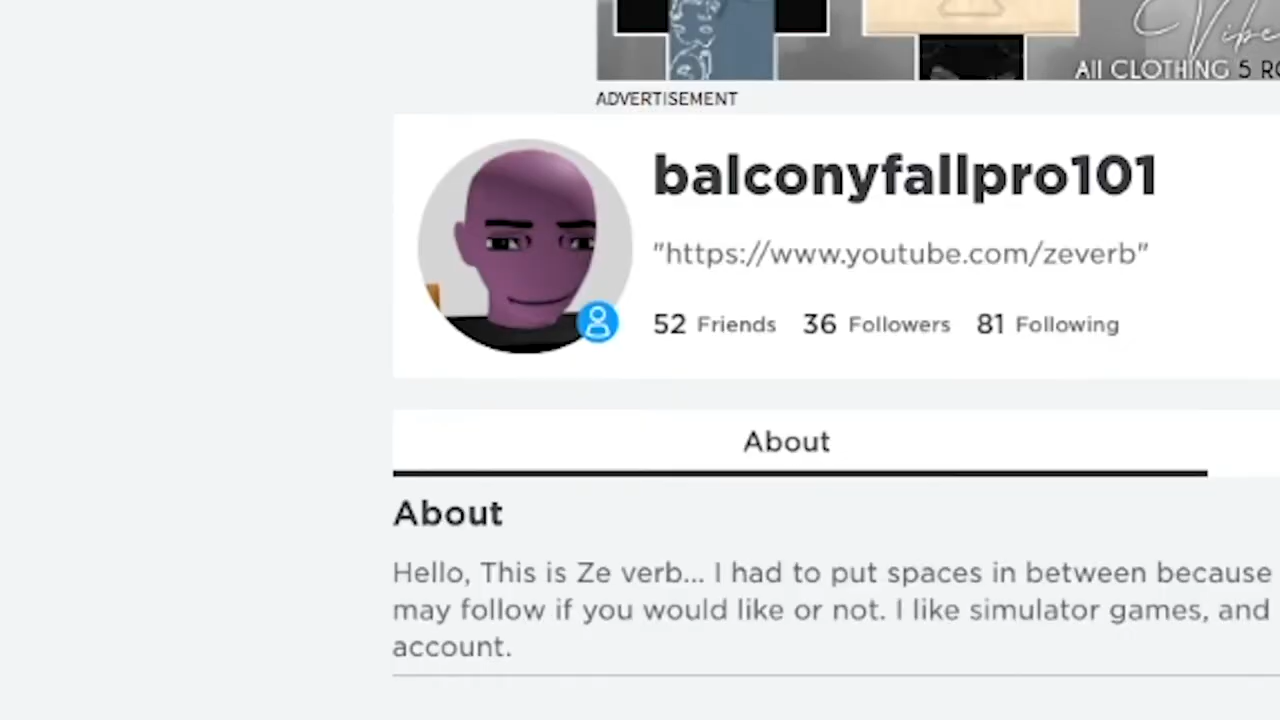 Vibe
All CLOTHING 5
ADVERTISEMENT
balconyfallpro101
"https://www.youtube.com/zeverb"
52 Friends 36 Followers 81 Following
About
About
Hello, This is Ze verb... I had to put spaces in between because
may follow if you would like or not. I like simulator games, and
account.